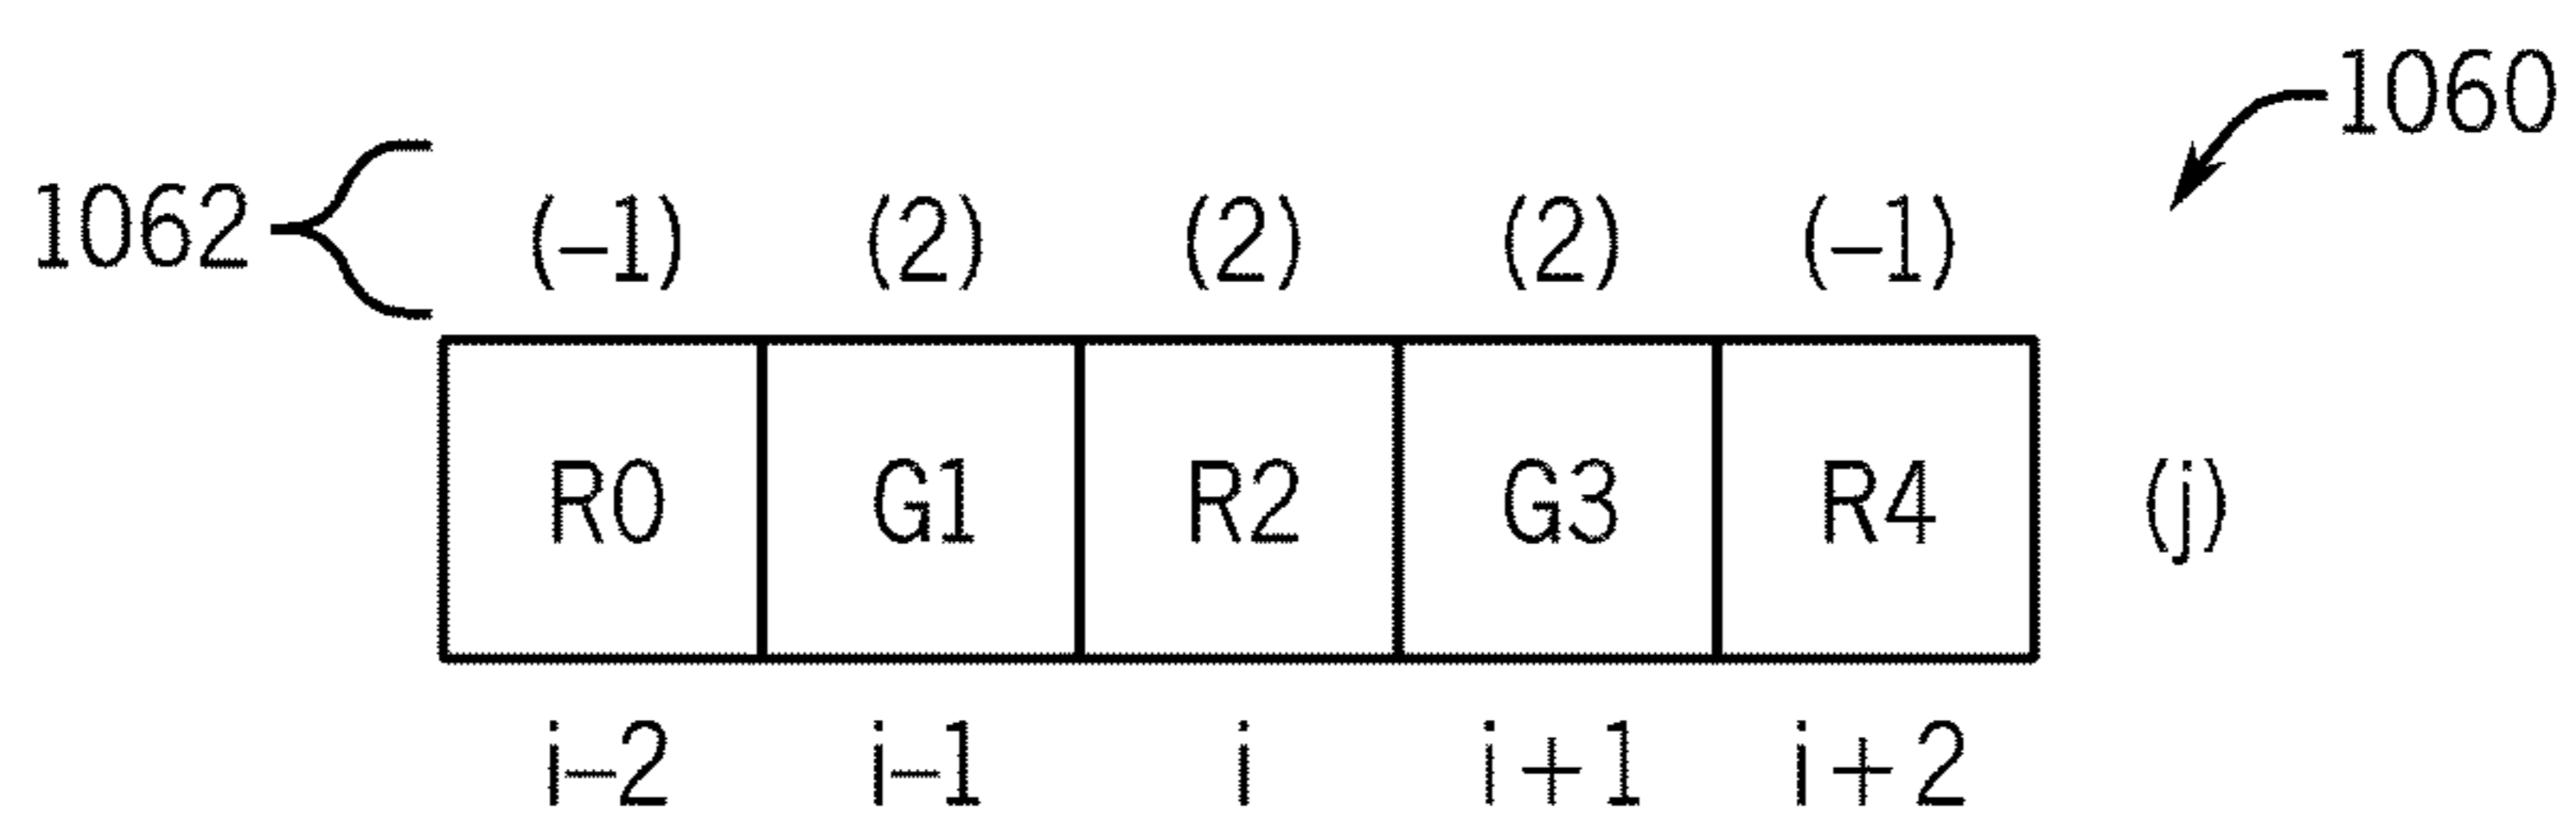 1060
1062 (–1) (2) (2) (2) (–1)
R0 G1 R2 G3 R4 (j)
i–2 i–1 i i+1 i+2